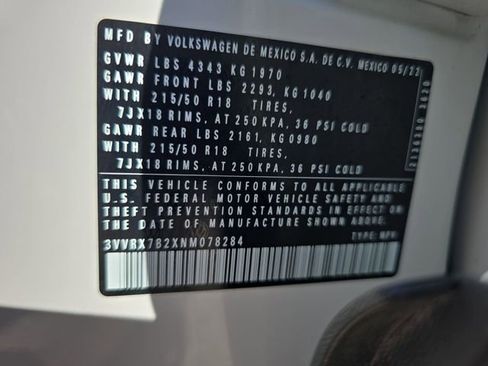 MFD BY VOLKSWAGEN DE MEXICO S.A. DE C.V. MEXICO 05/22
GVWR LBS 4343 KG 1970
GAWR FRONT LBS 2293, KG 1040
WITH 215/50 R18 TIRES,
7JX18 RIMS, AT 250 KPA, 36 PSI COLD
GAWR REAR LBS 2161, KG 0980
WITH 215/50 R18 TIRES,
7JX18 RIMS, AT 250 KPA, 36 PSI COLD
THIS VEHICLE CONFORMS TO ALL APPLICABLE
U.S. FEDERAL MOTOR VEHICLE SAFETY AND
THEFT PREVENTION STANDARDS IN EFFECT ON
THE DATE OF MANUFACTURE SHOWN ABOVE.
3VVRX7B2XNM078284 TYPE: MPV